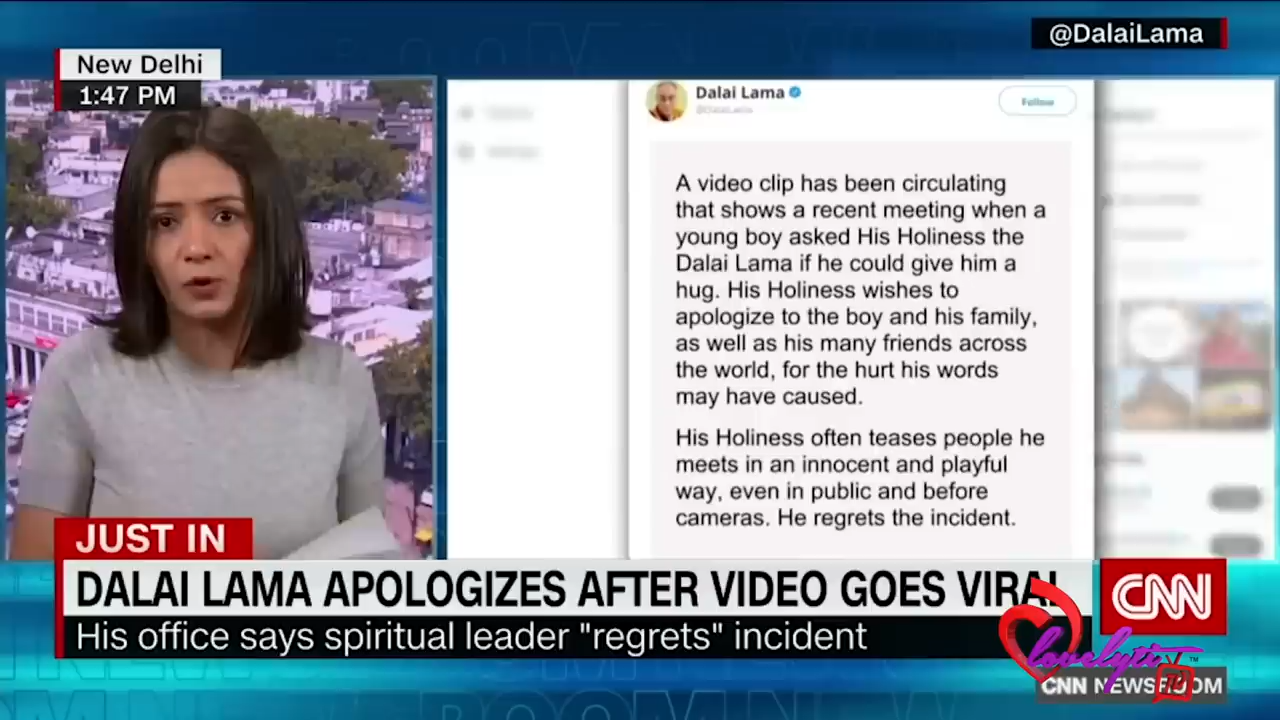 @DalaiLama
New Delhi
1:47 PM
Dalai Lama
@DalaiLama
Follow
A video clip has been circulating
that shows a recent meeting when a
young boy asked His Holiness the
Dalai Lama if he could give him a
hug. His Holiness wishes to
apologize to the boy and his family,
as well as his many friends across
the world, for the hurt his words
may have caused.
His Holiness often teases people he
meets in an innocent and playful
way, even in public and before
cameras. He regrets the incident.
JUST IN
DALAI LAMA APOLOGIZES AFTER VIDEO GOES VIRAL
His office says spiritual leader "regrets" incident
CNN
lovelyti
TV
CNN NEWSROOM